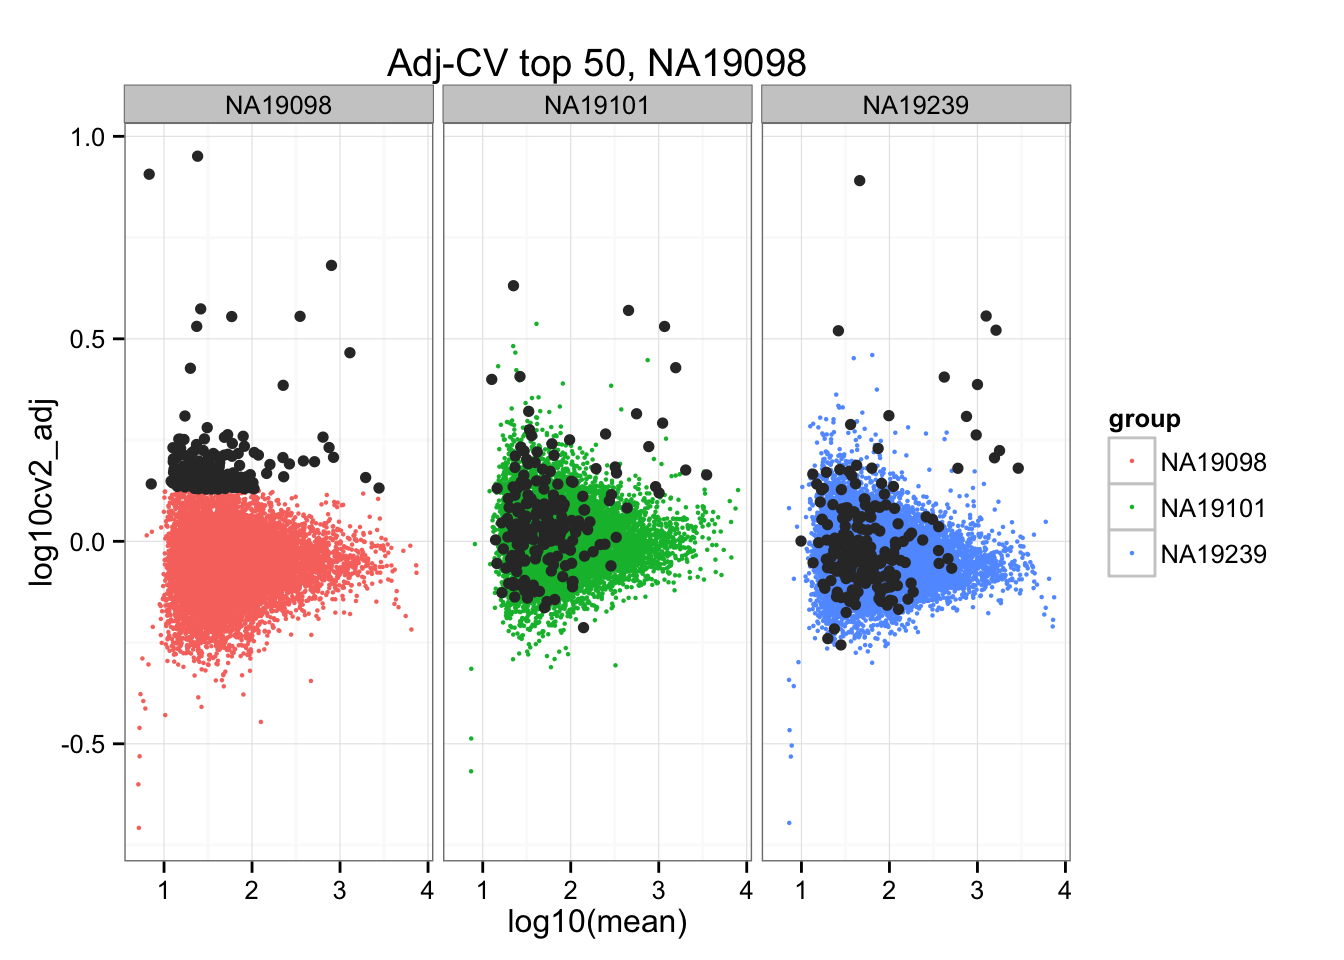 Adj-CV top 50, NA19098
NA19098 NA19101 NA19239
1.0
0.5
0.0
-0.5
log10cv2_adj
1 2 3 4 1 2 3 4 1 2 3 4
log10(mean)
group
NA19098
NA19101
NA19239